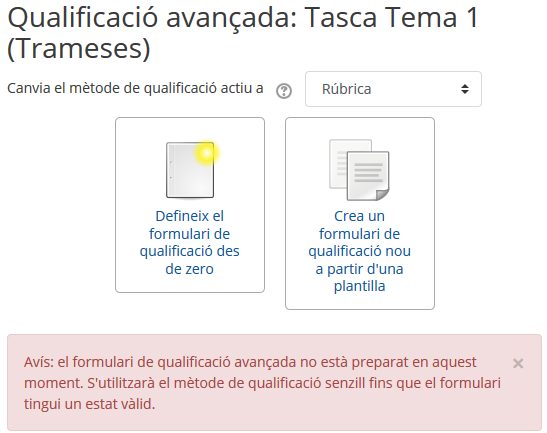 Qualificació avançada: Tasca Tema 1
(Trameses)
Canvia el mètode de qualificació actiu a
Rúbrica
Defineix el
formulari de
qualificació des
de zero
Crea un
formulari de
qualificació nou
a partir d'una
plantilla
Avís: el formulari de qualificació avançada no està preparat en aquest
moment. S'utilitzarà el mètode de qualificació senzill fins que el formulari
tingui un estat vàlid.